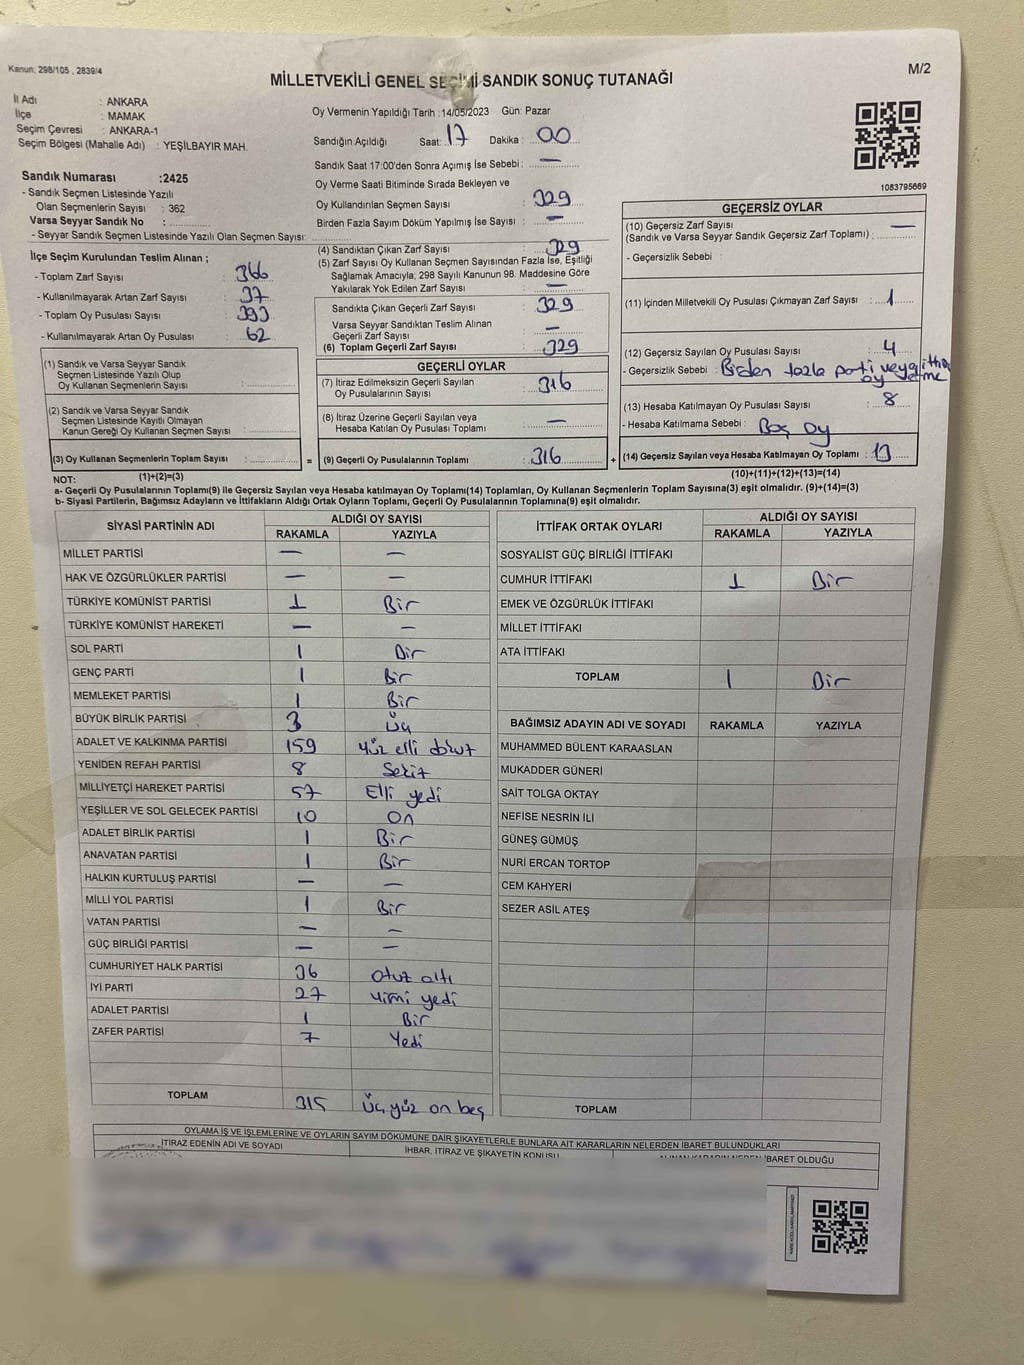 Kanun; 298/105 , 2839/4
M/2
MİLLETVEKİLİ GENEL SEÇİMİ SANDIK SONUÇ TUTANAĞI
İl Adı : ANKARA
İlçe : MAMAK
Seçim Çevresi : ANKARA-1
Seçim Bölgesi (Mahalle Adı) : YEŞİLBAYIR MAH.
Sandık Numarası :2425
- Sandık Seçmen Listesinde Yazılı
Olan Seçmenlerin Sayısı : 362
Varsa Seyyar Sandık No :
- Seyyar Sandık Seçmen Listesinde Yazılı Olan Seçmen Sayısı:
İlçe Seçim Kurulundan Teslim Alınan ;
- Toplam Zarf Sayısı : 366
- Kullanılmayarak Artan Zarf Sayısı : 37
- Toplam Oy Pusulası Sayısı : 393
- Kullanılmayarak Artan Oy Pusulası : 62
(1) Sandık ve Varsa Seyyar Sandık
Seçmen Listesinde Yazılı Olup
Oy Kullanan Seçmenlerin Sayısı :
(2) Sandık ve Varsa Seyyar Sandık
Seçmen Listesinde Kayıtlı Olmayan
Kanun Gereği Oy Kullanan Seçmen Sayısı :
(3) Oy Kullanan Seçmenlerin Toplam Sayısı :
Oy Vermenin Yapıldığı Tarih :14/05/2023 Gün: Pazar
Sandığın Açıldığı Saat: 17 Dakika : 00
Sandık Saat 17:00'den Sonra Açımış İse Sebebi : —
Oy Verme Saati Bitiminde Sırada Bekleyen ve
Oy Kullandırılan Seçmen Sayısı : 329
Birden Fazla Sayım Döküm Yapılmış İse Sayısı : —
(4) Sandıktan Çıkan Zarf Sayısı : 329
(5) Zarf Sayısı Oy Kullanan Seçmen Sayısından Fazla İse, Eşitliği
Sağlamak Amacıyla; 298 Sayılı Kanunun 98. Maddesine Göre
Yakılarak Yok Edilen Zarf Sayısı : —
Sandıkta Çıkan Geçerli Zarf Sayısı : 329
Varsa Seyyar Sandıktan Teslim Alınan
Geçerli Zarf Sayısı : —
(6) Toplam Geçerli Zarf Sayısı : 329
GEÇERLİ OYLAR
(7) İtiraz Edilmeksizin Geçerli Sayılan
Oy Pusulalarının Sayısı : 316
(8) İtiraz Üzerine Geçerli Sayılan veya
Hesaba Katılan Oy Pusulası Toplamı : —
= (9) Geçerli Oy Pusulalarının Toplamı : 316 +
1083795669
GEÇERSİZ OYLAR
(10) Geçersiz Zarf Sayısı —
(Sandık ve Varsa Seyyar Sandık Geçersiz Zarf Toplamı) :
- Geçersizlik Sebebi :
(11) İçinden Milletvekili Oy Pusulası Çıkmayan Zarf Sayısı : 1
(12) Geçersiz Sayılan Oy Pusulası Sayısı : 4
- Geçersizlik Sebebi : Birden fazla parti veya
oy
(13) Hesaba Katılmayan Oy Pusulası Sayısı : 8
- Hesaba Katılmama Sebebi : Boş oy
(14) Geçersiz Sayılan veya Hesaba Katılmayan Oy Toplamı : 13
NOT: (1)+(2)=(3)
(10)+(11)+(12)+(13)=(14)
a- Geçerli Oy Pusulalarının Toplamı(9) ile Geçersiz Sayılan veya Hesaba katılmayan Oy Toplamı(14) Toplamları, Oy Kullanan Seçmenlerin Toplam Sayısına(3) eşit olmalıdır. (9)+(14)=(3)
b- Siyasi Partilerin, Bağımsız Adayların ve İttifakların Aldığı Ortak Oyların Toplamı, Geçerli Oy Pusulalarının Toplamına(9) eşit olmalıdır.
SİYASİ PARTİNİN ADI ALDIĞI OY SAYISI
RAKAMLA YAZIYLA
MİLLET PARTİSİ — —
HAK VE ÖZGÜRLÜKLER PARTİSİ — —
TÜRKİYE KOMÜNİST PARTİSİ 1 Bir
TÜRKİYE KOMÜNİST HAREKETİ — —
SOL PARTİ 1 Bir
GENÇ PARTİ 1 Bir
MEMLEKET PARTİSİ 1 Bir
BÜYÜK BİRLİK PARTİSİ 3 Üç
ADALET VE KALKINMA PARTİSİ 159 Yüz elli dokuz
YENİDEN REFAH PARTİSİ 8 Sekiz
MİLLİYETÇİ HAREKET PARTİSİ 57 Elli yedi
YEŞİLLER VE SOL GELECEK PARTİSİ 10 On
ADALET BİRLİK PARTİSİ 1 Bir
ANAVATAN PARTİSİ 1 Bir
HALKIN KURTULUŞ PARTİSİ — —
MİLLİ YOL PARTİSİ 1 Bir
VATAN PARTİSİ — —
GÜÇ BİRLİĞİ PARTİSİ — —
CUMHURİYET HALK PARTİSİ 36 otuz altı
İYİ PARTİ 27 yirmi yedi
ADALET PARTİSİ 1 Bir
ZAFER PARTİSİ 7 Yedi
TOPLAM 315 Üç yüz on beş
İTTİFAK ORTAK OYLARI ALDIĞI OY SAYISI
RAKAMLA YAZIYLA
SOSYALİST GÜÇ BİRLİĞİ İTTİFAKI
CUMHUR İTTİFAKI 1 Bir
EMEK VE ÖZGÜRLÜK İTTİFAKI
MİLLET İTTİFAKI
ATA İTTİFAKI
TOPLAM 1 Bir
BAĞIMSIZ ADAYIN ADI VE SOYADI RAKAMLA YAZIYLA
MUHAMMED BÜLENT KARAASLAN
MUKADDER GÜNERİ
SAİT TOLGA OKTAY
NEFİSE NESRİN İLİ
GÜNEŞ GÜMÜŞ
NURİ ERCAN TORTOP
CEM KAHYERİ
SEZER ASİL ATEŞ
TOPLAM
OYLAMA İŞ VE İŞLEMLERİNE VE OYLARIN SAYIM DÖKÜMÜNE DAİR ŞİKAYETLERLE BUNLARA AİT KARARLARIN NELERDEN İBARET BULUNDUKLARI
İTİRAZ EDENİN ADI VE SOYADI
İHBAR, İTİRAZ VE ŞİKAYETİN KONUSU
ALINAN KARARIN NEDEN İBARET OLDUĞU